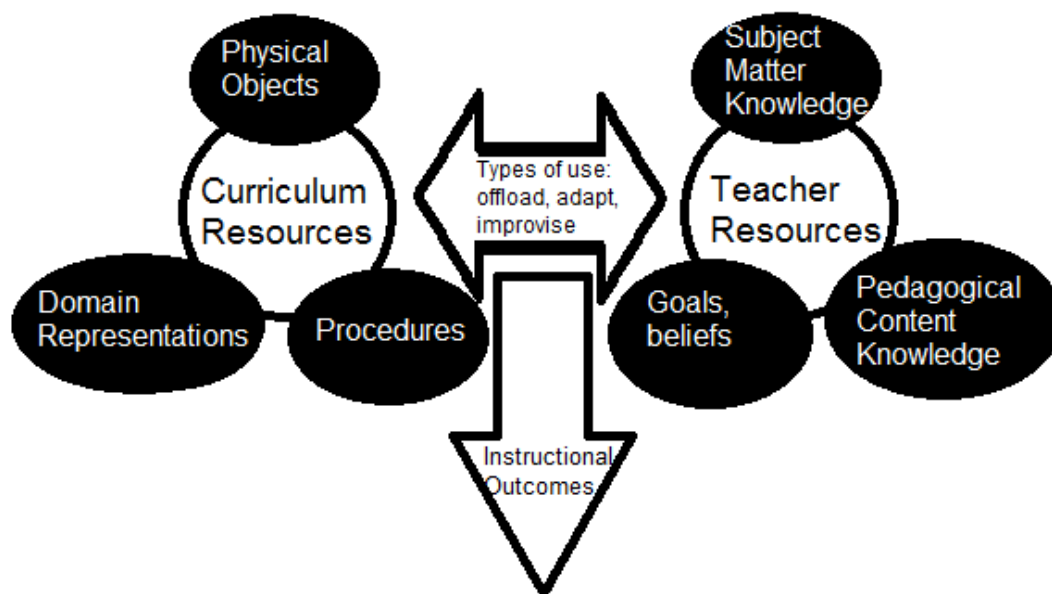 Physical
Objects
Curriculum
Resources
Domain
Representations
Procedures
Types of use:
offload, adapt,
improvise
Subject
Matter
Knowledge
Teacher
Resources
Goals,
beliefs
Pedagogical
Content
Knowledge
Instructional
Outcomes